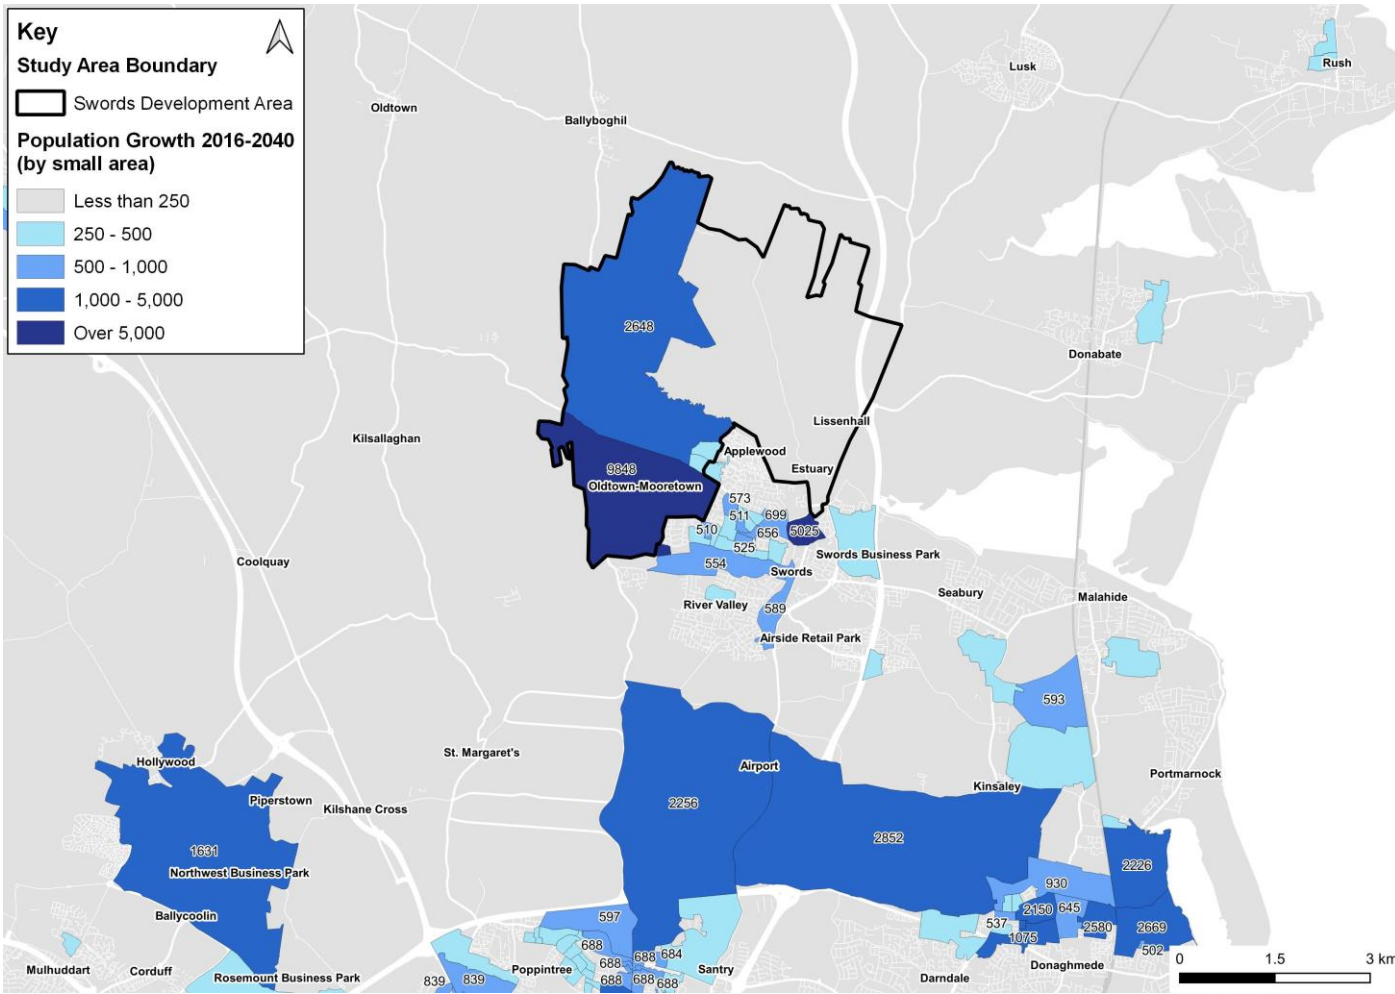 Key
Study Area Boundary
Swords Development Area
Population Growth 2016-2040
(by small area)
Less than 250
250 - 500
500 - 1,000
1,000 - 5,000
Over 5,000
Rush
Lusk
Oldtown
Ballyboghil
2648
Donabate
Lissenhall
Kilsallaghan
Applewood
9848
Estuary
Oldtown-Mooretown
573
511
699
510
656
5025
525
Swords Business Park
554
Swords
Coolquay
Seabury
Malahide
River Valley
589
Airside Retail Park
593
St. Margaret's
Hollywood
Airport
Portmarnock
Kinsaley
Piperstown
Kilshane Cross
2256
2852
1631
2226
Northwest Business Park
930
Ballycoolin
597
2150
645
537
2580
2669
688
1075
502
688
688
684
Mulhuddart
Corduff
Rosemount Business Park
839
839
Poppintree
688
688
688
Santry
Darndale
Donaghmede
0
1.5
3 km